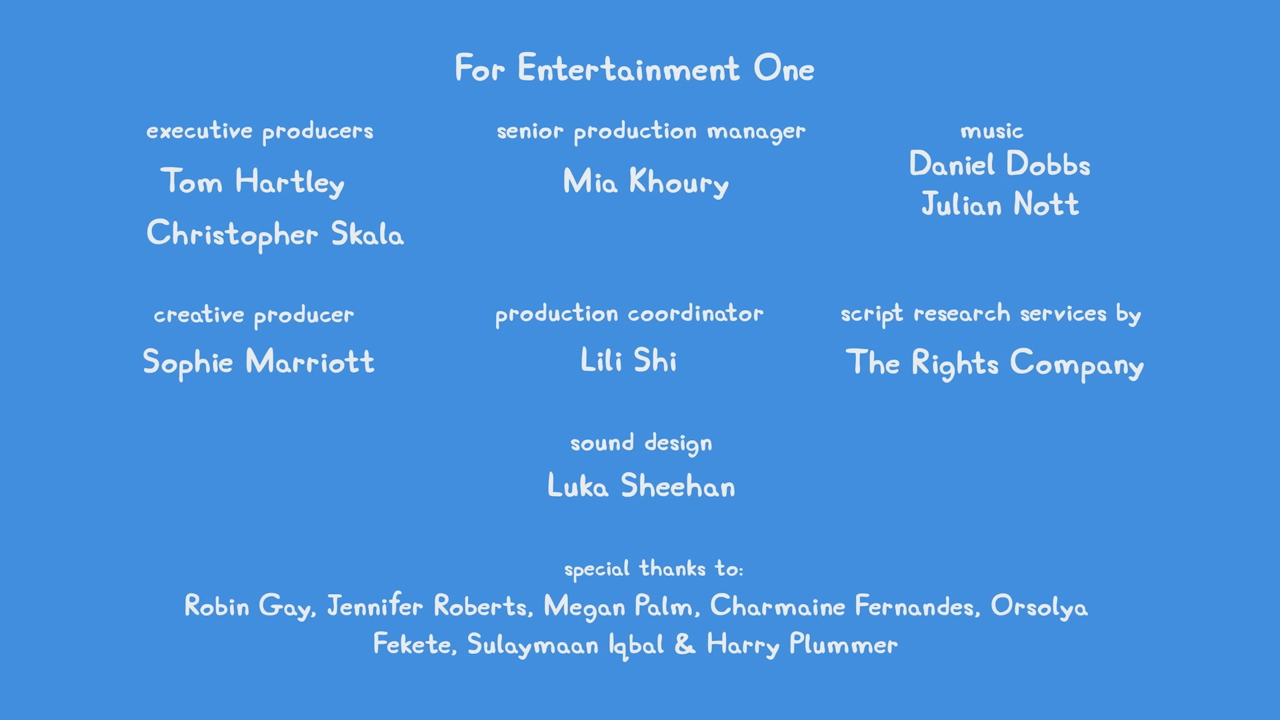 For Entertainment One
executive producers
Tom Hartley
Christopher Skala
senior production manager
Mia Khoury
music
Daniel Dobbs
Julian Nott
creative producer
Sophie Marriott
production coordinator
Lili Shi
script research services by
The Rights Company
sound design
Luka Sheehan
special thanks to:
Robin Gay, Jennifer Roberts, Megan Palm, Charmaine Fernandes, Orsolya
Fekete, Sulaymaan Iqbal & Harry Plummer